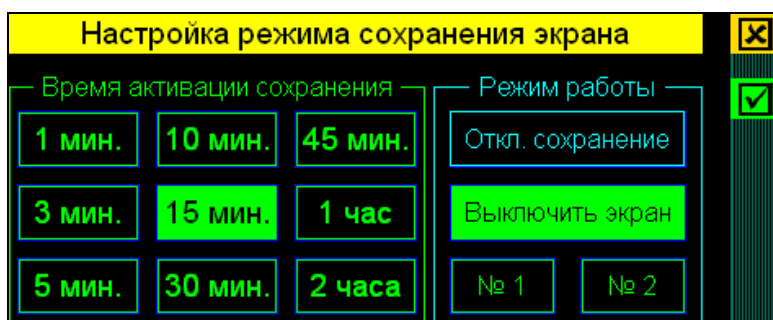 Настройка режима сохранения экрана
Время активации сохранения
Режим работы
1 мин.
10 мин.
45 мин.
Откл. сохранение
3 мин.
15 мин.
1 час
Выключить экран
5 мин.
30 мин.
2 часа
№ 1
№ 2